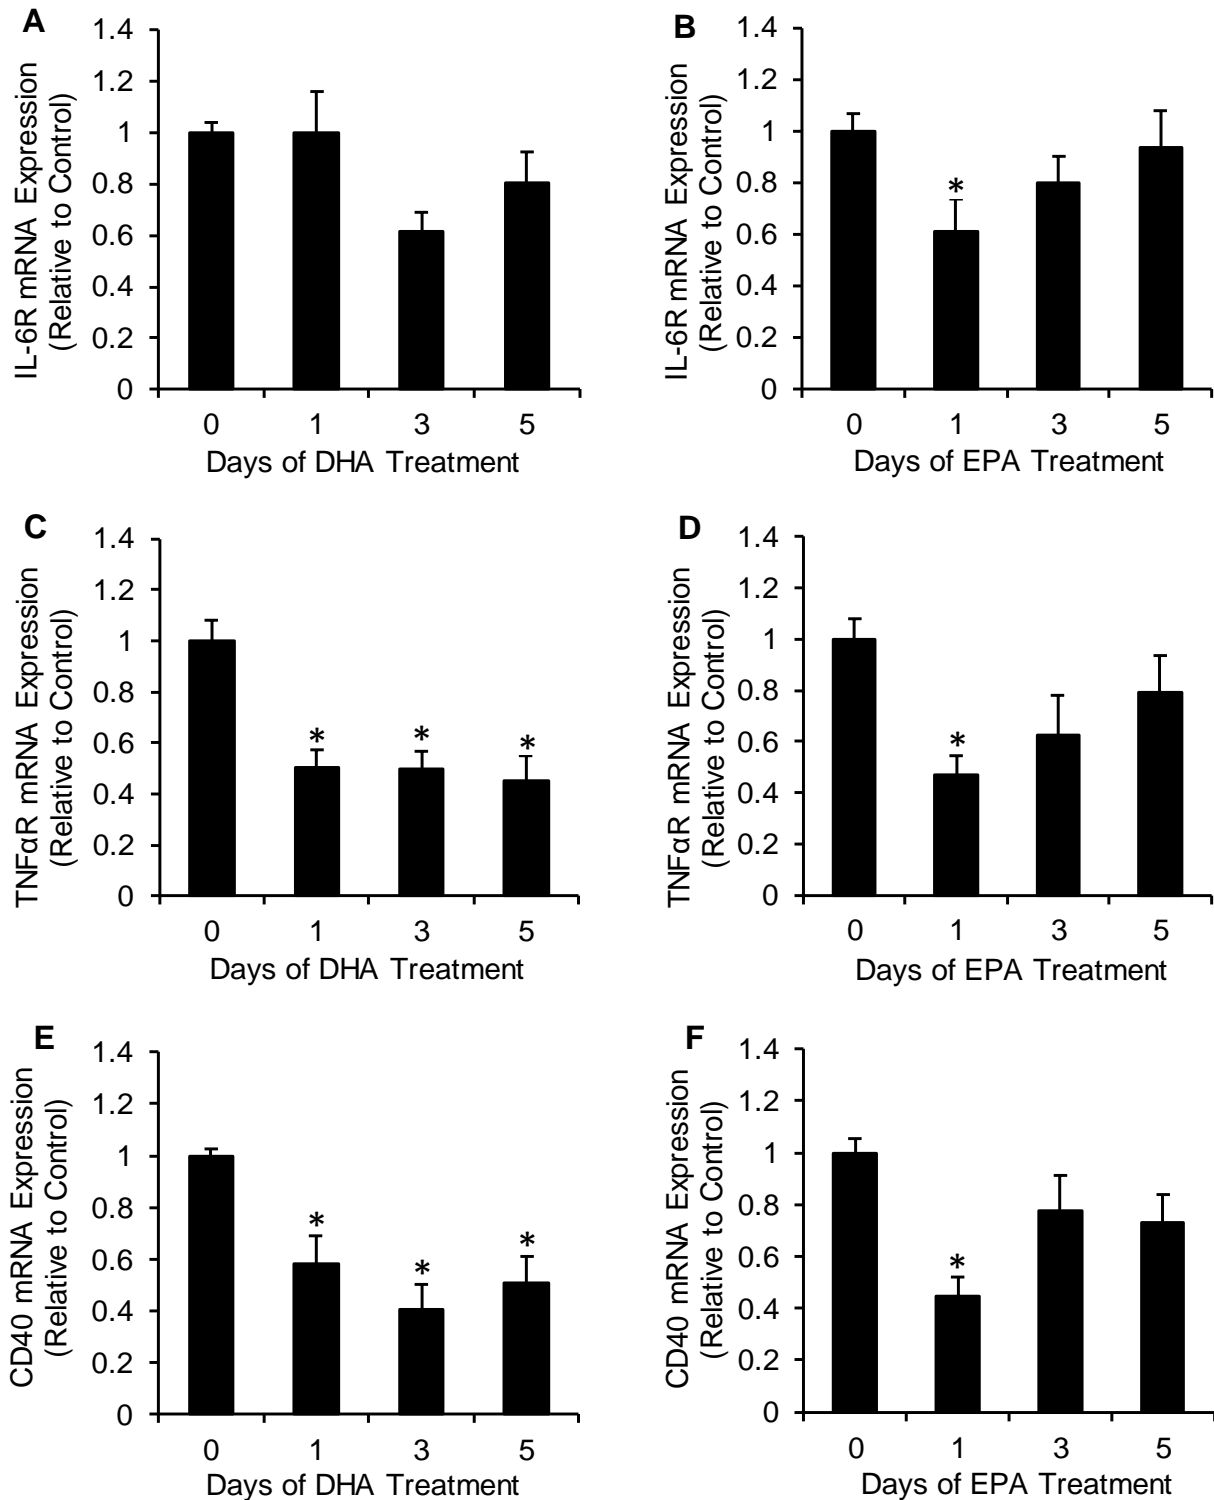 A
IL-6R mRNA Expression
(Relative to Control)
1.4
1.2
1
0.8
0.6
0.4
0.2
0
0 1 3 5
Days of DHA Treatment
B
IL-6R mRNA Expression
(Relative to Control)
1.4
1.2
1
0.8
0.6
0.4
0.2
0
*
0 1 3 5
Days of EPA Treatment
C
TNFαR mRNA Expression
(Relative to Control)
1.4
1.2
1
0.8
0.6
0.4
0.2
0
* * *
0 1 3 5
Days of DHA Treatment
D
TNFαR mRNA Expression
(Relative to Control)
1.4
1.2
1
0.8
0.6
0.4
0.2
0
*
0 1 3 5
Days of EPA Treatment
E
CD40 mRNA Expression
(Relative to Control)
1.4
1.2
1
0.8
0.6
0.4
0.2
0
* * *
0 1 3 5
Days of DHA Treatment
F
CD40 mRNA Expression
(Relative to Control)
1.4
1.2
1
0.8
0.6
0.4
0.2
0
*
0 1 3 5
Days of EPA Treatment